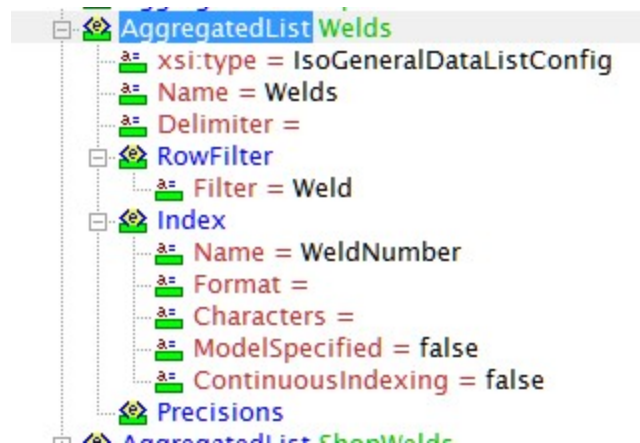 AggregatedList Welds
a= xsi:type = IsoGeneralDataListConfig
a= Name = Welds
a= Delimiter =
<e> RowFilter
a= Filter = Weld
<e> Index
a= Name = WeldNumber
a= Format =
a= Characters =
a= ModelSpecified = false
a= ContinuousIndexing = false
<e> Precisions
AggregatedList ShopWelds